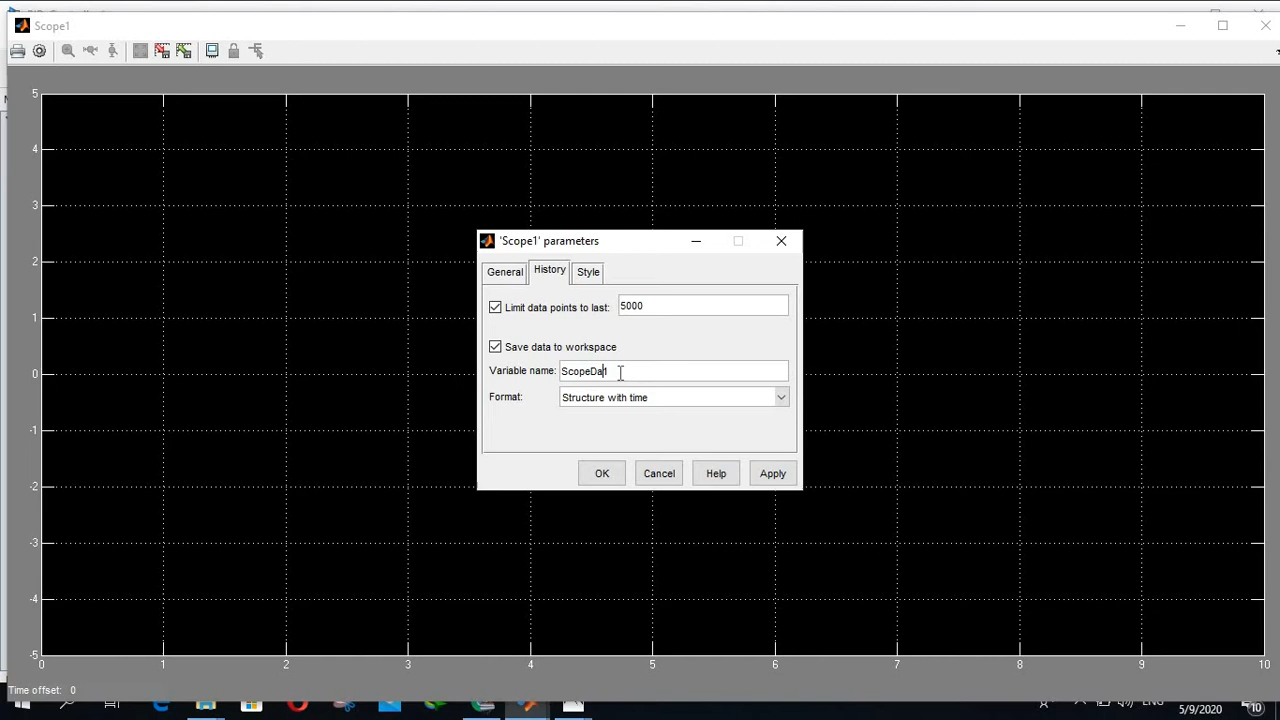 Scope1
5
4
3
2
1
0
-1
-2
-3
-4
-5
0 1 2 3 4 5 6 7 8 9 10
Time offset: 0
'Scope1' parameters
General History Style
Limit data points to last: 5000
Save data to workspace
Variable name: ScopeDa1
Format: Structure with time
OK Cancel Help Apply
ENG
5/9/2020
10